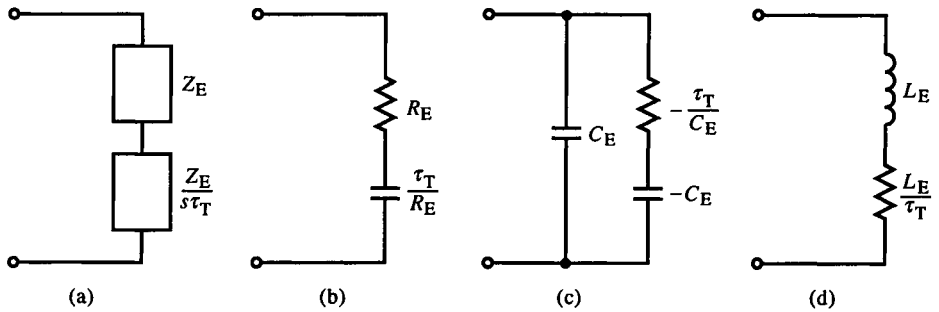 Z_E
Z_E / sτ_T
(a)
R_E
τ_T / R_E
(b)
C_E
-τ_T / C_E
-C_E
(c)
L_E
L_E / τ_T
(d)